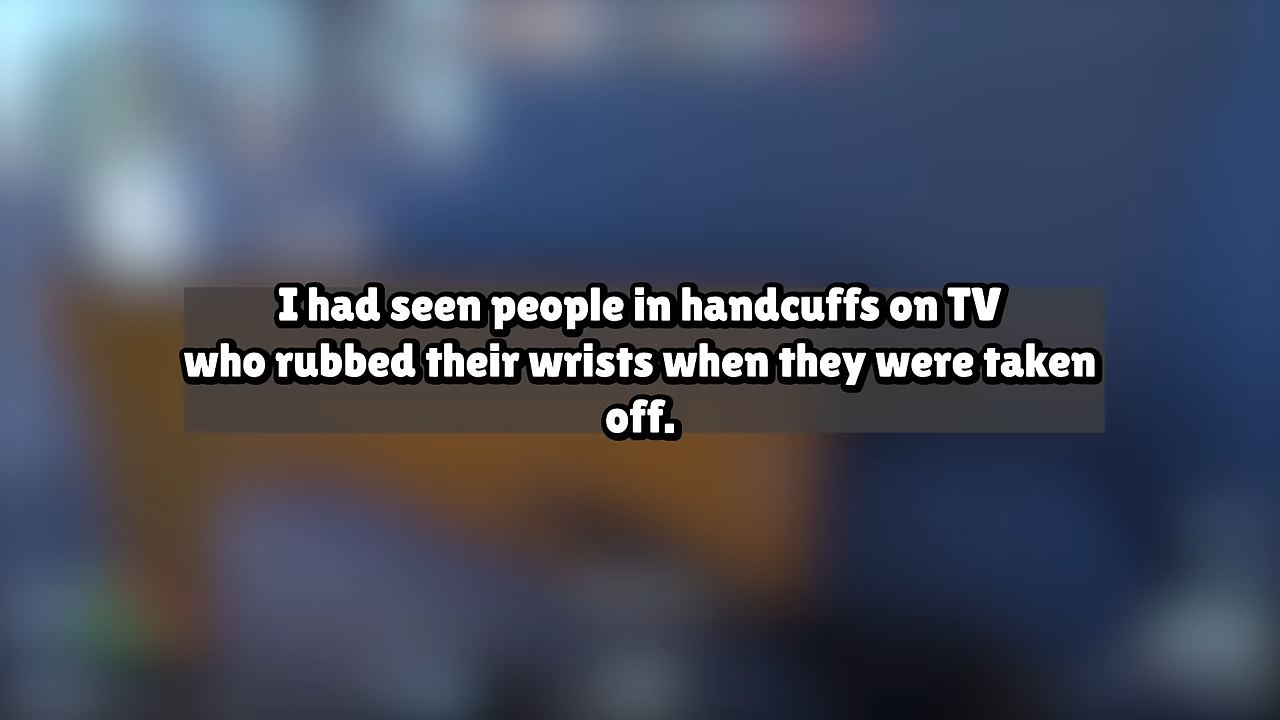 I had seen people in handcuffs on TV
who rubbed their wrists when they were taken
off.